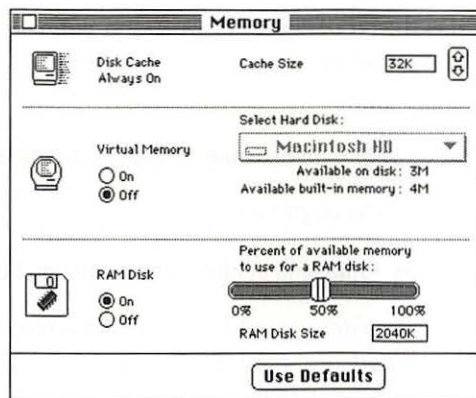 Memory
Disk Cache
Always On
Cache Size
32K
Select Hard Disk:
Macintosh HD
Virtual Memory
On
Off
Available on disk: 3M
Available built-in memory: 4M
Percent of available memory
to use for a RAM disk:
RAM Disk
On
Off
0% 50% 100%
RAM Disk Size
2040K
Use Defaults